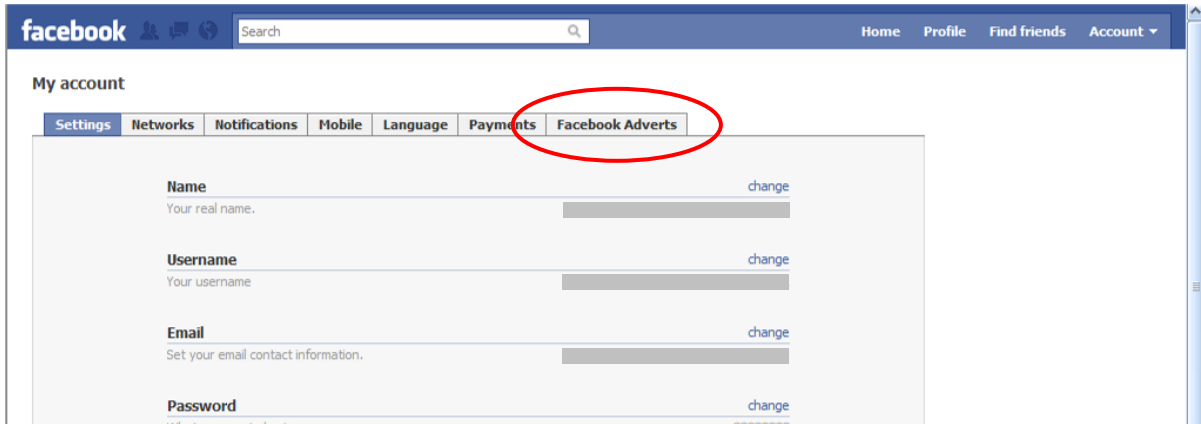 facebook Search Home Profile Find friends Account
My account
Settings Networks Notifications Mobile Language Payments Facebook Adverts
Name change
Your real name.
Username change
Your username
Email change
Set your email contact information.
Password change